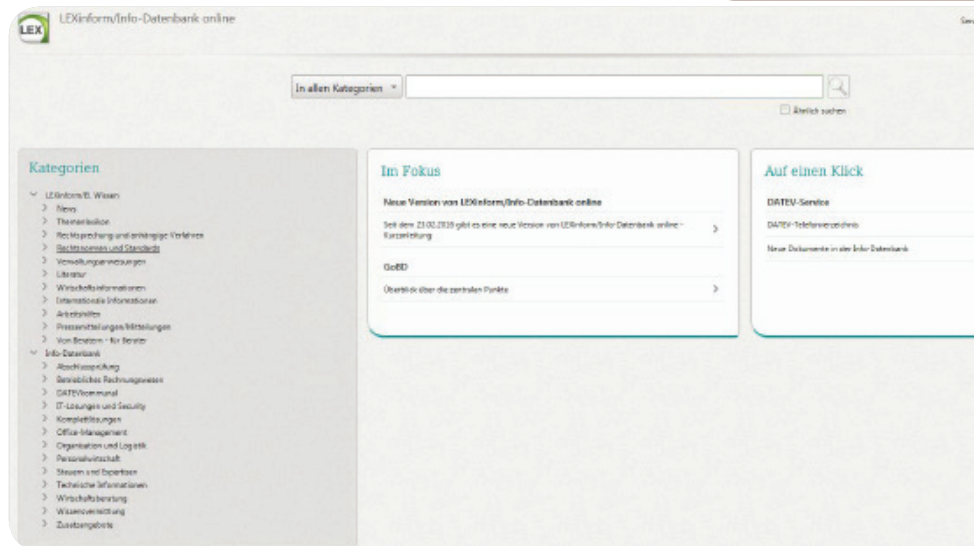 LEX
LEXinform/Info-Datenbank online
In allen Kategorien
Ähnlich suchen
Kategorien
LEXinform/B. Wissen
News
Themenlexikon
Rechtsprechung und anhängige Verfahren
Rechtsnormen und Standards
Verwaltungsanweisungen
Literatur
Wirtschaftsinformationen
Internationale Informationen
Arbeitshilfen
Pressemitteilungen/Mitteilungen
Von Beratern - für Berater
Info-Datenbank
Abschlussprüfung
Betriebliches Rechnungswesen
DATEVkommunal
IT-Lösungen und Security
Komplettlösungen
Office-Management
Organisation und Logistik
Personalwirtschaft
Steuern und Expertisen
Technische Informationen
Wirtschaftsberatung
Wissensvermittlung
Zusatzangebote
Im Fokus
Neue Version von LEXinform/Info-Datenbank online
Seit dem 23.02.2016 gibt es eine neue Version von LEXinform/Info-Datenbank online -
Kurzanleitung
GoBD
Überblick über die zentralen Punkte
Auf einen Klick
DATEV-Service
DATEV-Telefonverzeichnis
Neue Dokumente in der Info-Datenbank